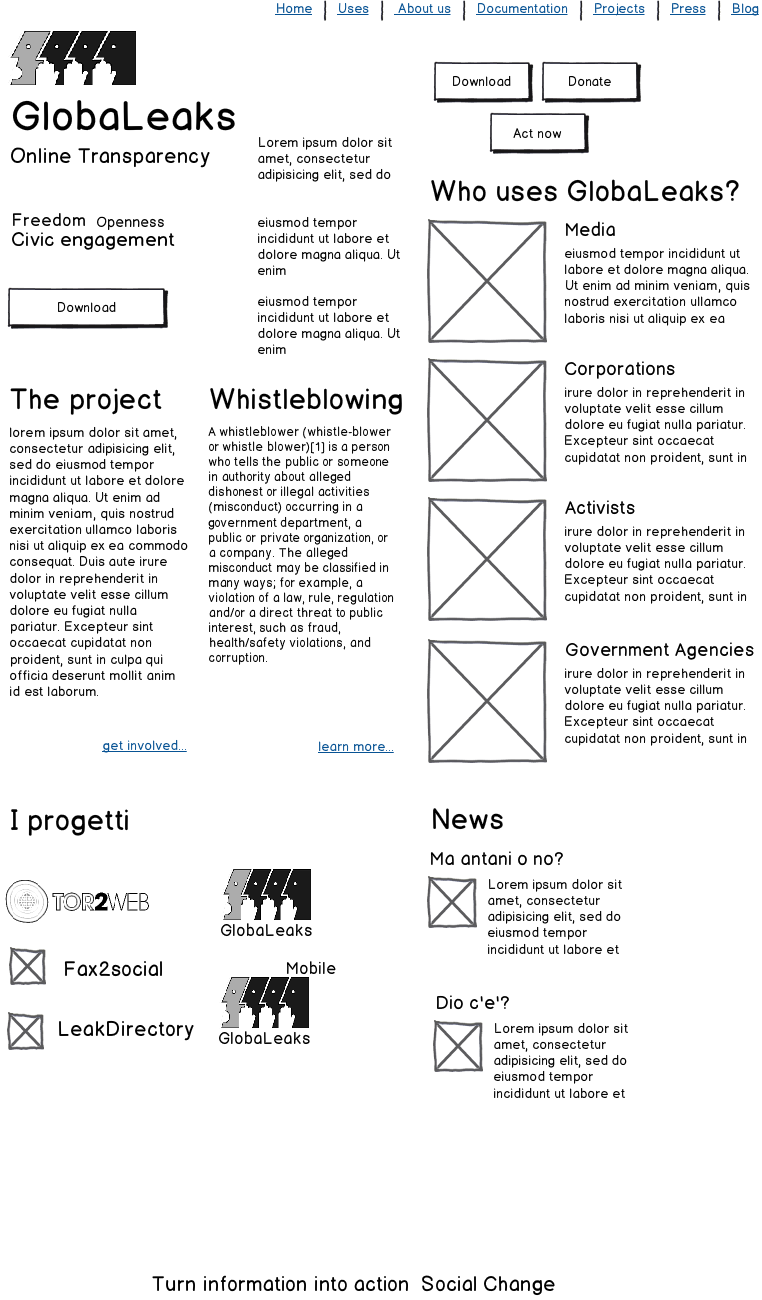 Home | Uses | About us | Documentation | Projects | Press | Blog
GlobaLeaks
Online Transparency
Freedom Openness
Civic engagement
Download
Lorem ipsum dolor sit
amet, consectetur
adipisicing elit, sed do
eiusmod tempor
incididunt ut labore et
dolore magna aliqua. Ut
enim
eiusmod tempor
incididunt ut labore et
dolore magna aliqua. Ut
enim
Download
Donate
Act now
The project
lorem ipsum dolor sit amet,
consectetur adipisicing elit,
sed do eiusmod tempor
incididunt ut labore et dolore
magna aliqua. Ut enim ad
minim veniam, quis nostrud
exercitation ullamco laboris
nisi ut aliquip ex ea commodo
consequat. Duis aute irure
dolor in reprehenderit in
voluptate velit esse cillum
dolore eu fugiat nulla
pariatur. Excepteur sint
occaecat cupidatat non
proident, sunt in culpa qui
officia deserunt mollit anim
id est laborum.
get involved...
Whistleblowing
A whistleblower (whistle-blower
or whistle blower)[1] is a person
who tells the public or someone
in authority about alleged
dishonest or illegal activities
(misconduct) occurring in a
government department, a
public or private organization, or
a company. The alleged
misconduct may be classified in
many ways; for example, a
violation of a law, rule, regulation
and/or a direct threat to public
interest, such as fraud,
health/safety violations, and
corruption.
learn more...
Who uses GlobaLeaks?
Media
eiusmod tempor incididunt ut
labore et dolore magna aliqua.
Ut enim ad minim veniam, quis
nostrud exercitation ullamco
laboris nisi ut aliquip ex ea
Corporations
irure dolor in reprehenderit in
voluptate velit esse cillum
dolore eu fugiat nulla pariatur.
Excepteur sint occaecat
cupidatat non proident, sunt in
Activists
irure dolor in reprehenderit in
voluptate velit esse cillum
dolore eu fugiat nulla pariatur.
Excepteur sint occaecat
cupidatat non proident, sunt in
Government Agencies
irure dolor in reprehenderit in
voluptate velit esse cillum
dolore eu fugiat nulla pariatur.
Excepteur sint occaecat
cupidatat non proident, sunt in
I progetti
TOR2WEB
Fax2social
LeakDirectory
GlobaLeaks
Mobile
GlobaLeaks
News
Ma antani o no?
Lorem ipsum dolor sit
amet, consectetur
adipisicing elit, sed do
eiusmod tempor
incididunt ut labore et
Dio c'e'?
Lorem ipsum dolor sit
amet, consectetur
adipisicing elit, sed do
eiusmod tempor
incididunt ut labore et
Turn information into action Social Change